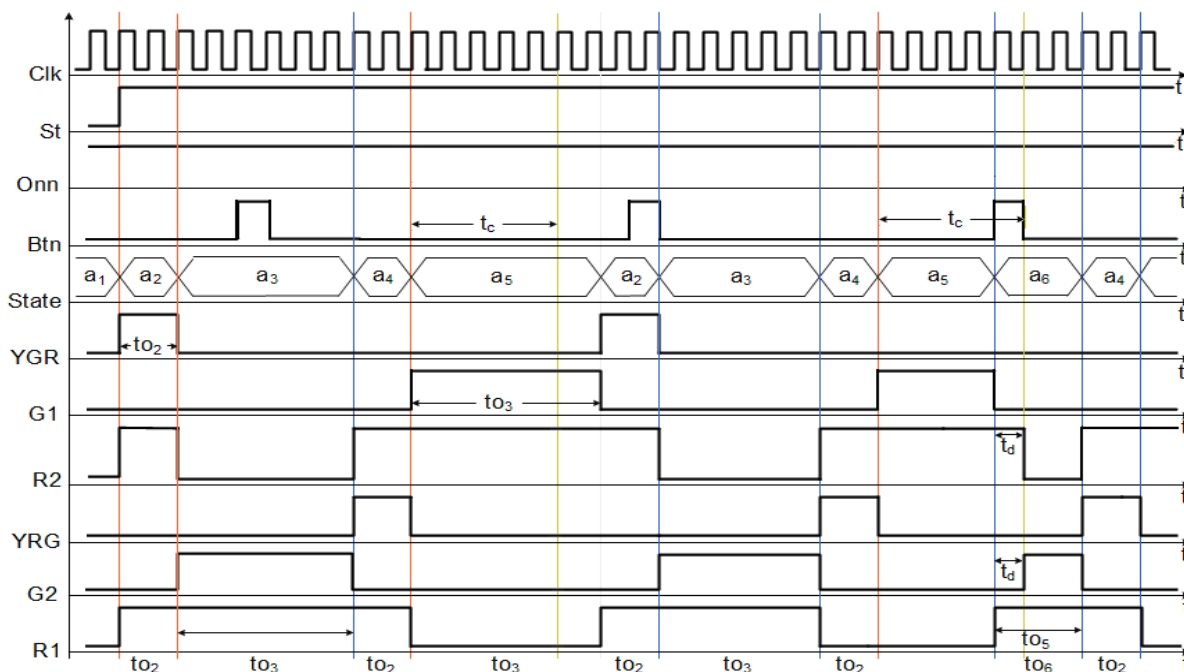 Clk
t
St
t
Onn
t
tc
tc
Btn
t
a1 a2 a3 a4 a5 a2 a3 a4 a5 a6 a4
State
t
to2
YGR
t
to3
G1
t
td
R2
t
YRG
t
td
G2
t
to5
R1
to2 to3 to2 to3 to2 to3 to2 to6 to2